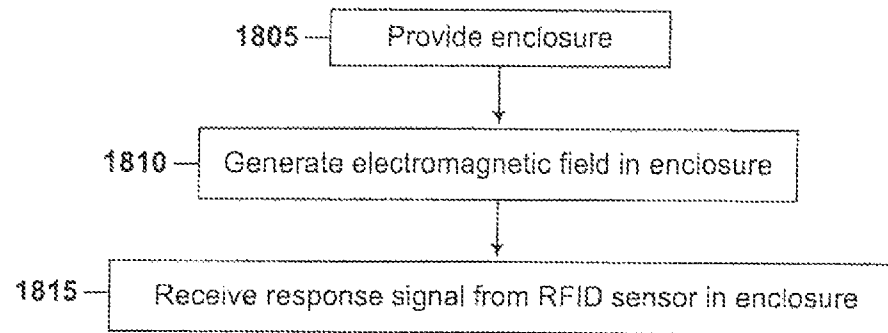 1805 Provide enclosure
1810 Generate electromagnetic field in enclosure
1815 Receive response signal from RFID sensor in enclosure